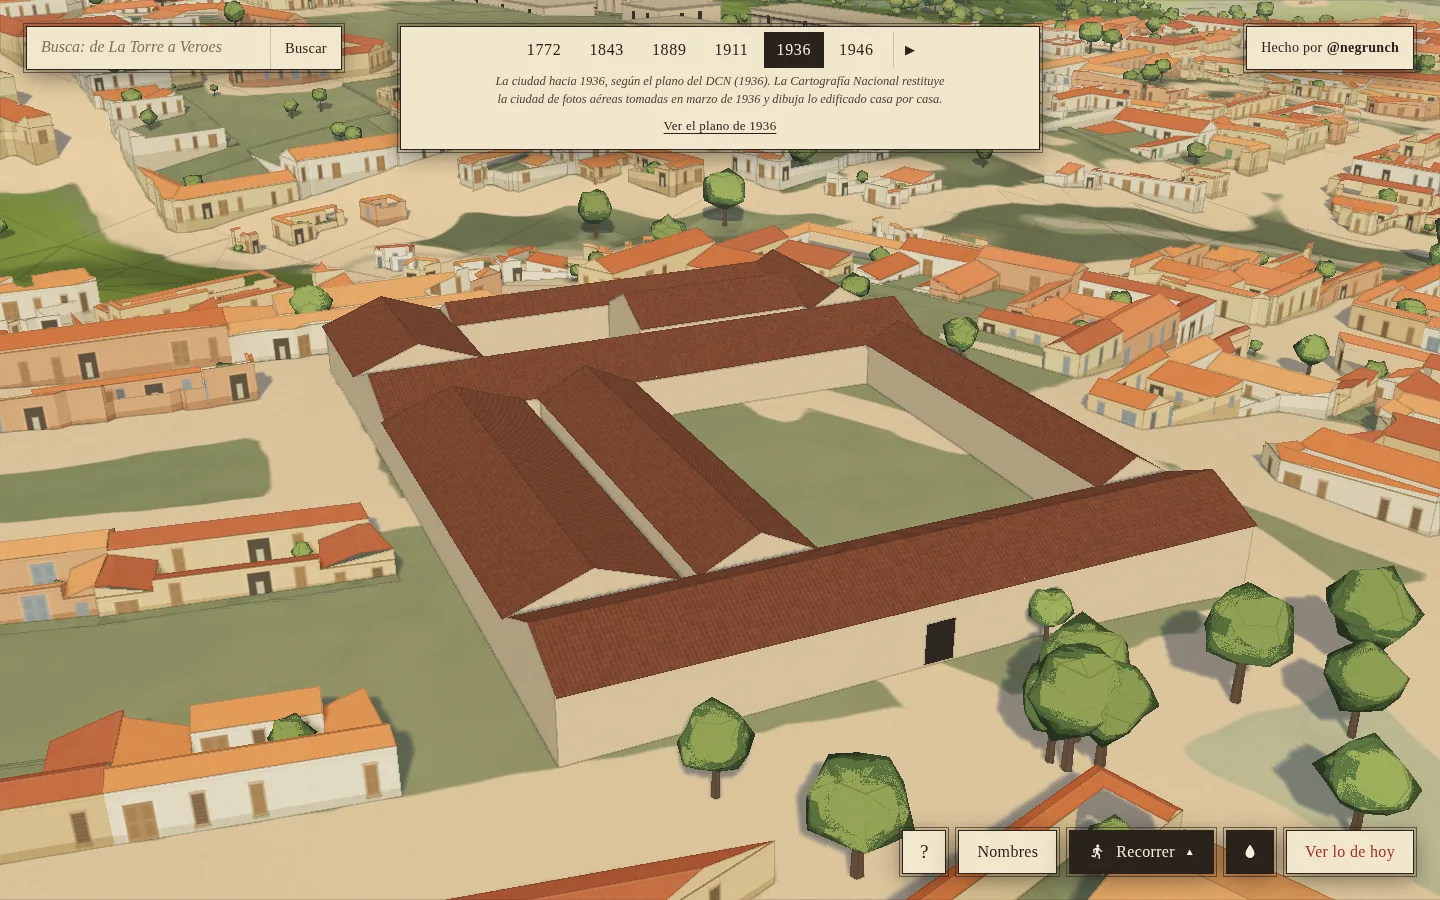 Busca: de La Torre a Veroes
Buscar
1772 1843 1889 1911 1936 1946 ▶
La ciudad hacia 1936, según el plano del DCN (1936). La Cartografía Nacional restituye
la ciudad de fotos aéreas tomadas en marzo de 1936 y dibuja lo edificado casa por casa.
Ver el plano de 1936
Hecho por @negrunch
?
Nombres
Recorrer ▲
Ver lo de hoy